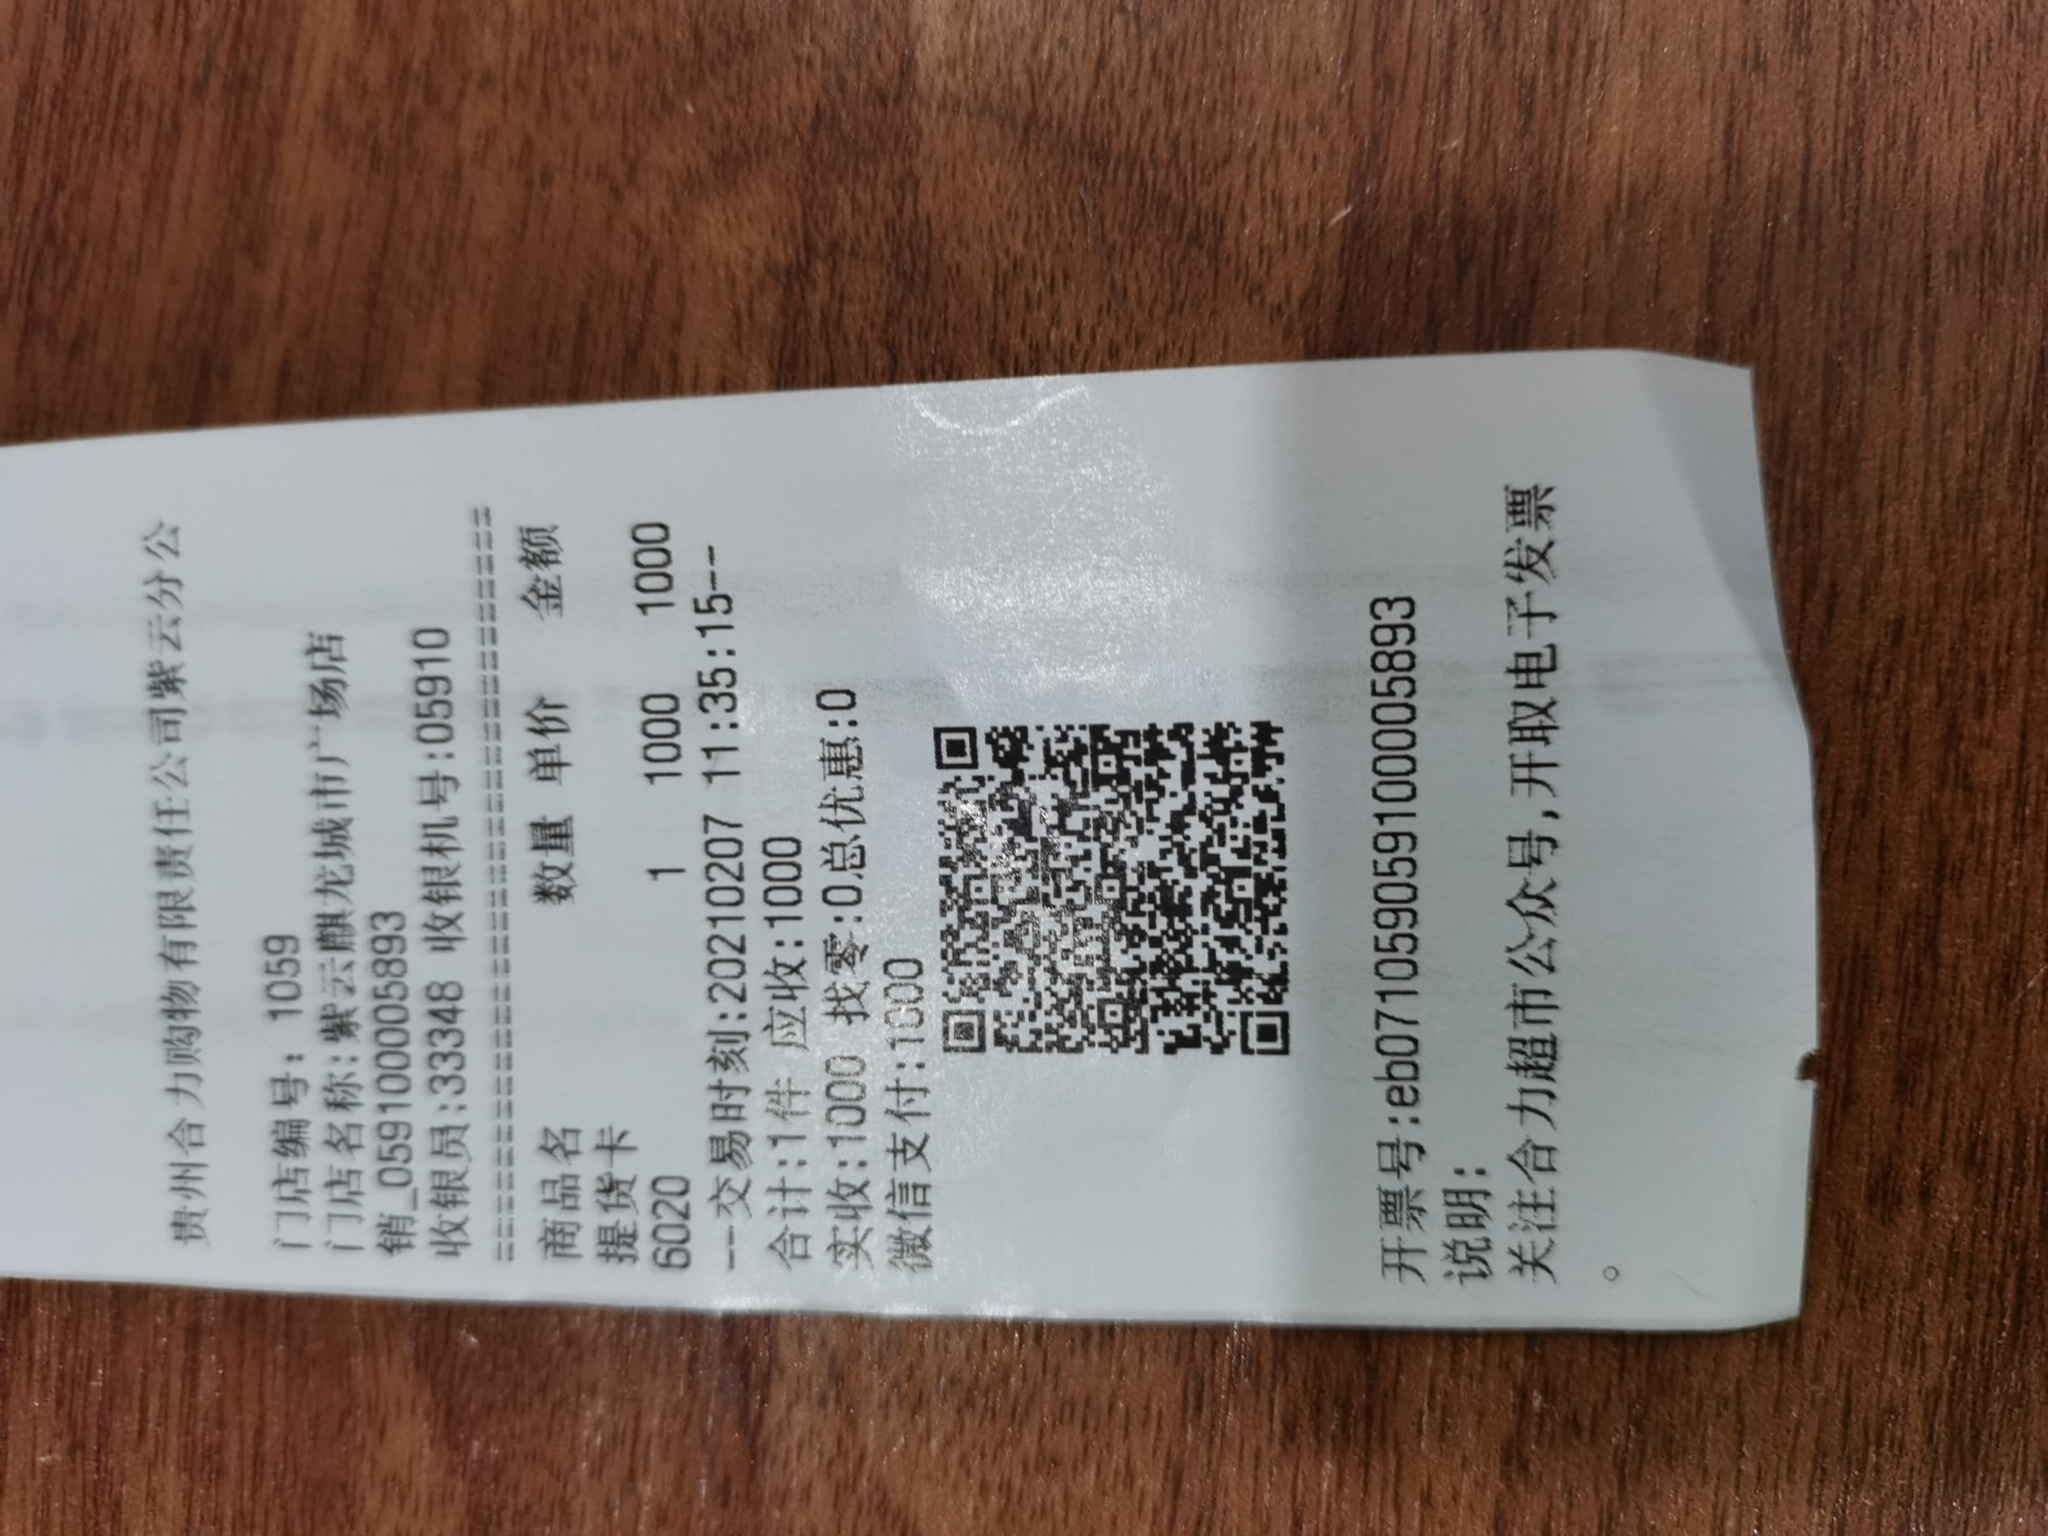 贵州合力购物有限责任公司紫云分公
门店编号: 1059
门店名称:紫云麒龙城市广场店
销_0591000005893
收银员:33348 收银机号:05910
================================
商品名 数量 单价 金额
提货卡
6020 1 1000 1000
--交易时刻:20210207 11:35:15--
合计:1件 应收:1000
实收:1000 找零:0总优惠:0
微信支付:1000
开票号:eb0710590591000005893
说明:
关注合力超市公众号,开取电子发票
。